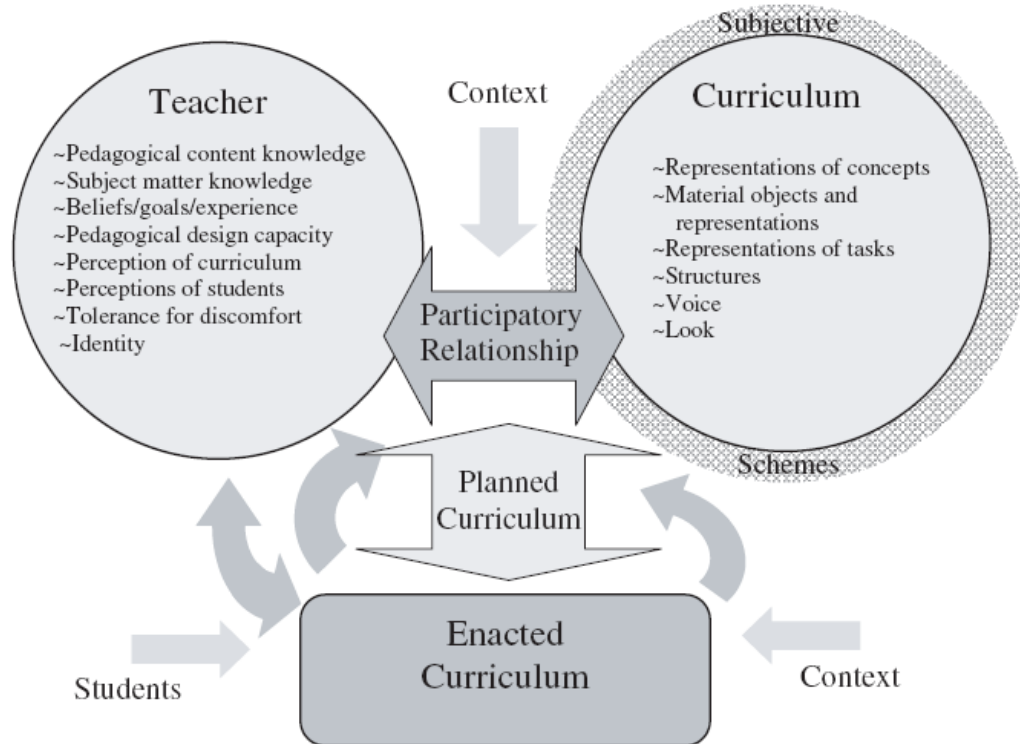 Subjective
Teacher
~Pedagogical content knowledge
~Subject matter knowledge
~Beliefs/goals/experience
~Pedagogical design capacity
~Perception of curriculum
~Perceptions of students
~Tolerance for discomfort
~Identity
Context
Curriculum
~Representations of concepts
~Material objects and
representations
~Representations of tasks
~Structures
~Voice
~Look
Participatory
Relationship
Schemes
Planned
Curriculum
Enacted
Curriculum
Students
Context